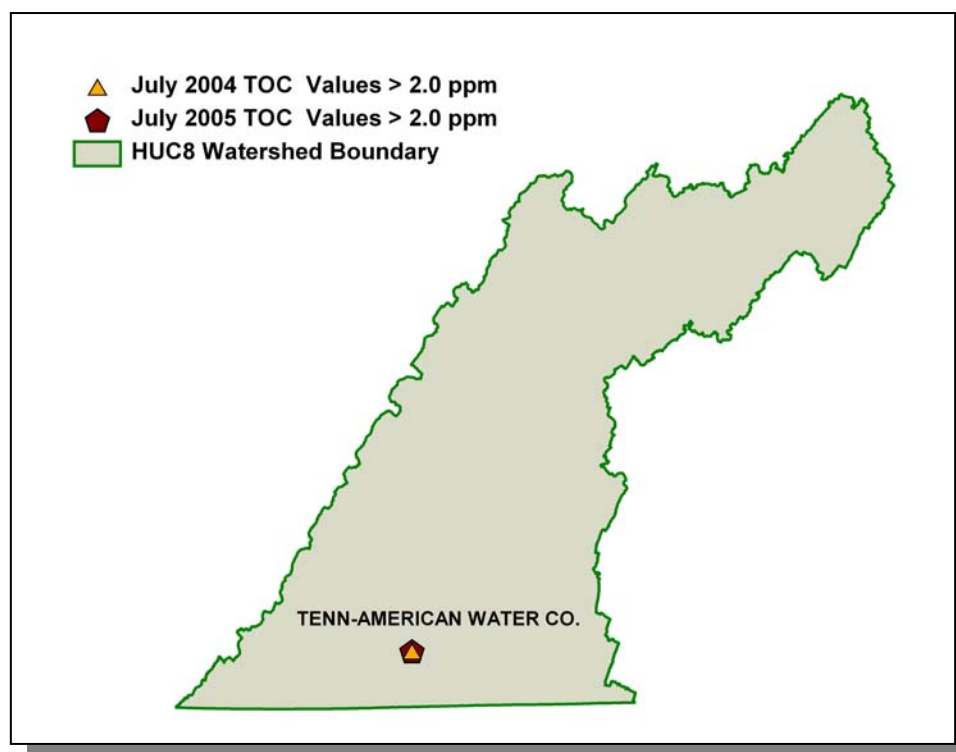 July 2004 TOC Values > 2.0 ppm
July 2005 TOC Values > 2.0 ppm
HUC8 Watershed Boundary
TENN-AMERICAN WATER CO.